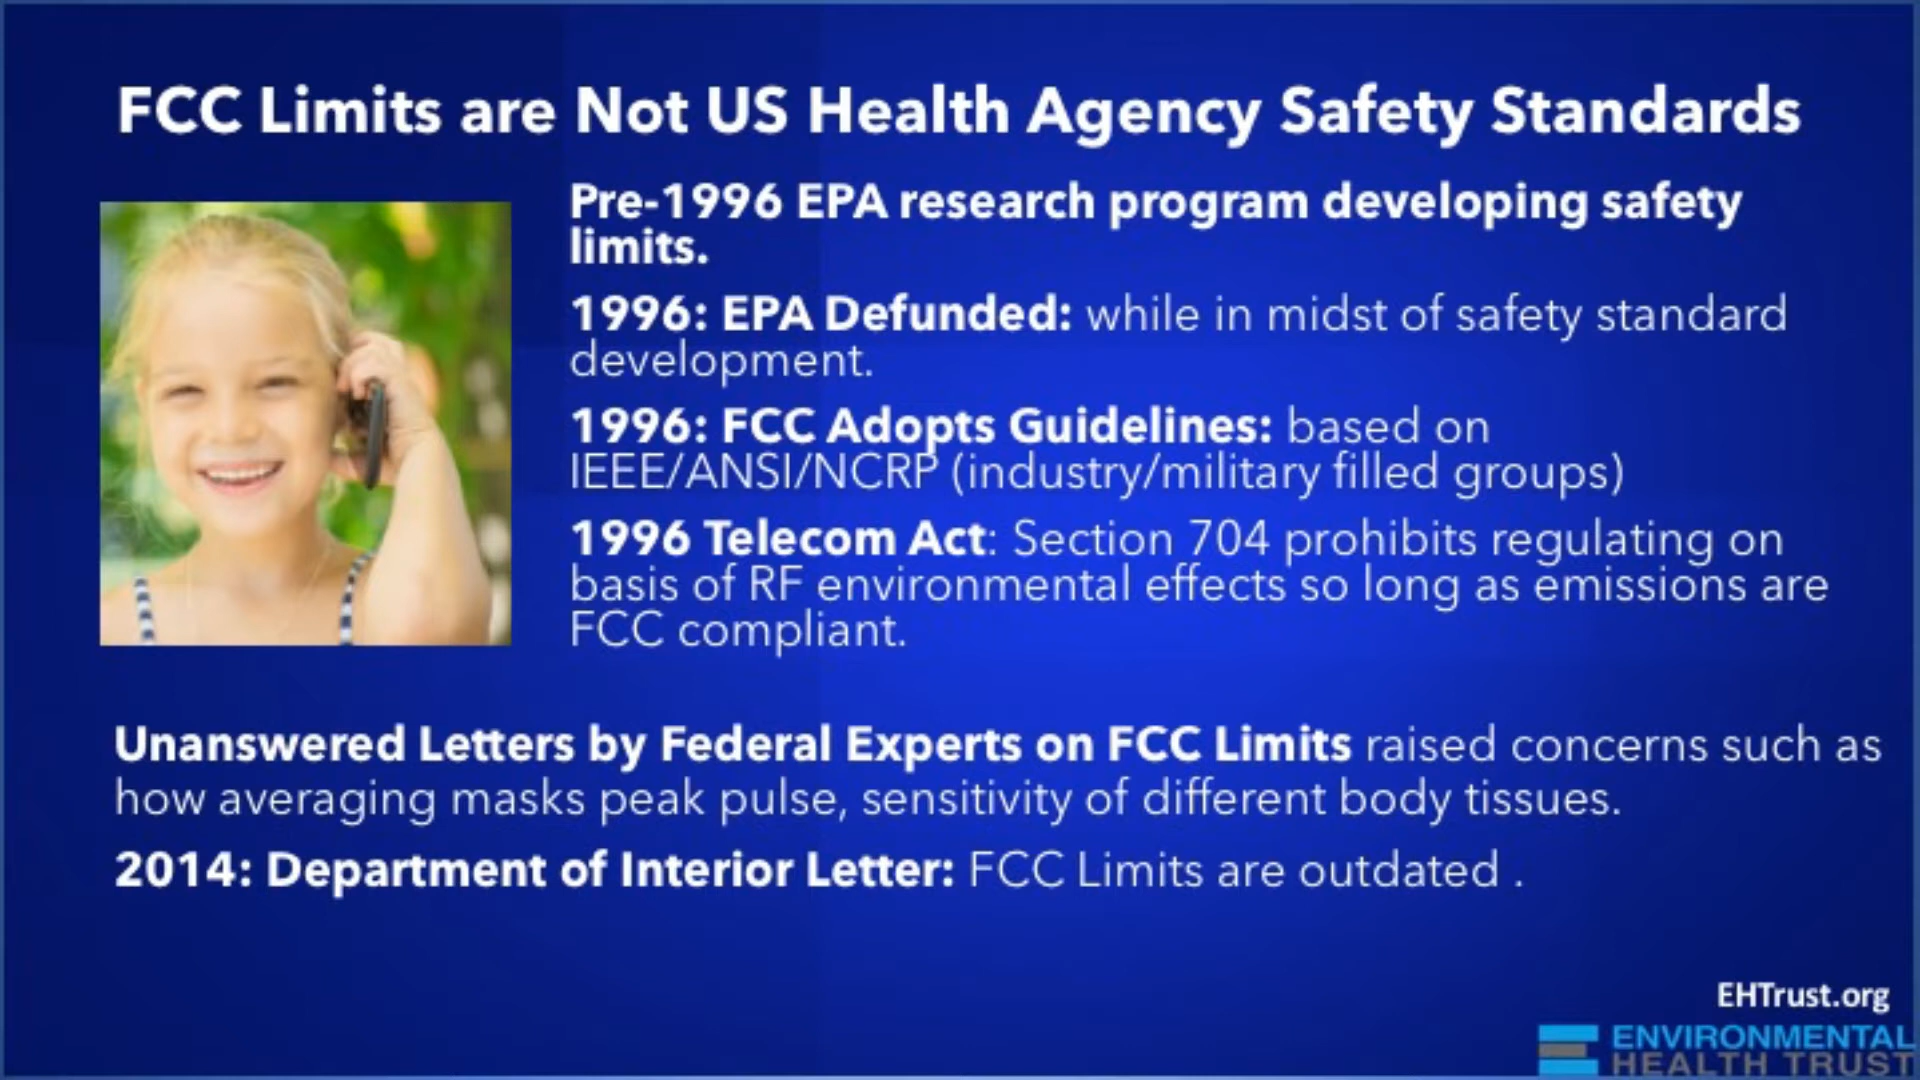 FCC Limits are Not US Health Agency Safety Standards
Pre-1996 EPA research program developing safety
limits.
1996: EPA Defunded: while in midst of safety standard
development.
1996: FCC Adopts Guidelines: based on
IEEE/ANSI/NCRP (industry/military filled groups)
1996 Telecom Act: Section 704 prohibits regulating on
basis of RF environmental effects so long as emissions are
FCC compliant.
Unanswered Letters by Federal Experts on FCC Limits raised concerns such as
how averaging masks peak pulse, sensitivity of different body tissues.
2014: Department of Interior Letter: FCC Limits are outdated .
EHTrust.org
ENVIRONMENTAL
HEALTH TRUST